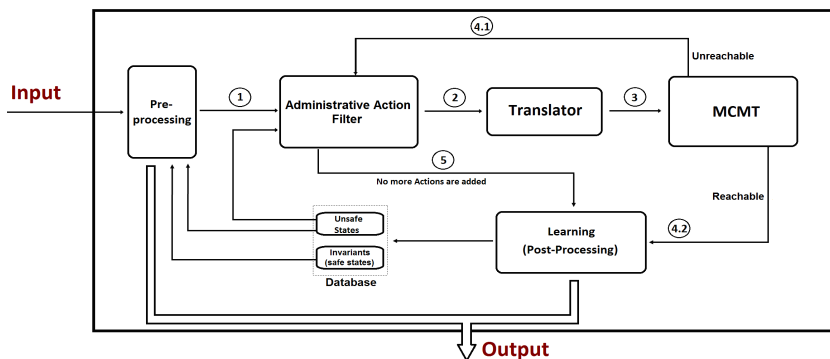 4.1
Unreachable
Input
Pre-
processing
1
Administrative Action
Filter
2
Translator
3
MCMT
5
No more Actions are added
Reachable
Unsafe
States
Learning
(Post-Processing)
4.2
Invariants
(safe states)
Database
Output